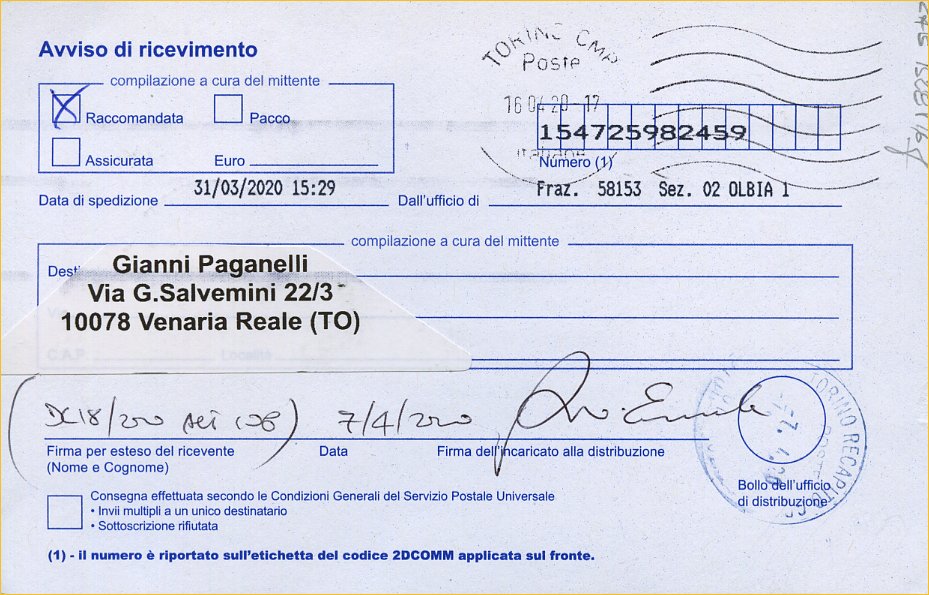 Avviso di ricevimento
compilazione a cura del mittente
Raccomandata
Pacco
Assicurata
Euro
TORINO CMP
Poste
16 04 20-17
154725982459
Numero (1)
Data di spedizione 31/03/2020 15:29 Dall'ufficio di Fraz. 58153 Sez. 02 OLBIA 1
compilazione a cura del mittente
Gianni Paganelli
Via G.Salvemini 22/3
10078 Venaria Reale (TO)
C.A.P. Località
7/4/2020
Firma per esteso del ricevente
(Nome e Cognome)
Data
Firma dell'incaricato alla distribuzione
TORINO RECAPITO
Bollo dell'ufficio
di distribuzione
Consegna effettuata secondo le Condizioni Generali del Servizio Postale Universale
• Invii multipli a un unico destinatario
• Sottoscrizione rifiutata
(1) - il numero è riportato sull'etichetta del codice 2DCOMM applicata sul fronte.